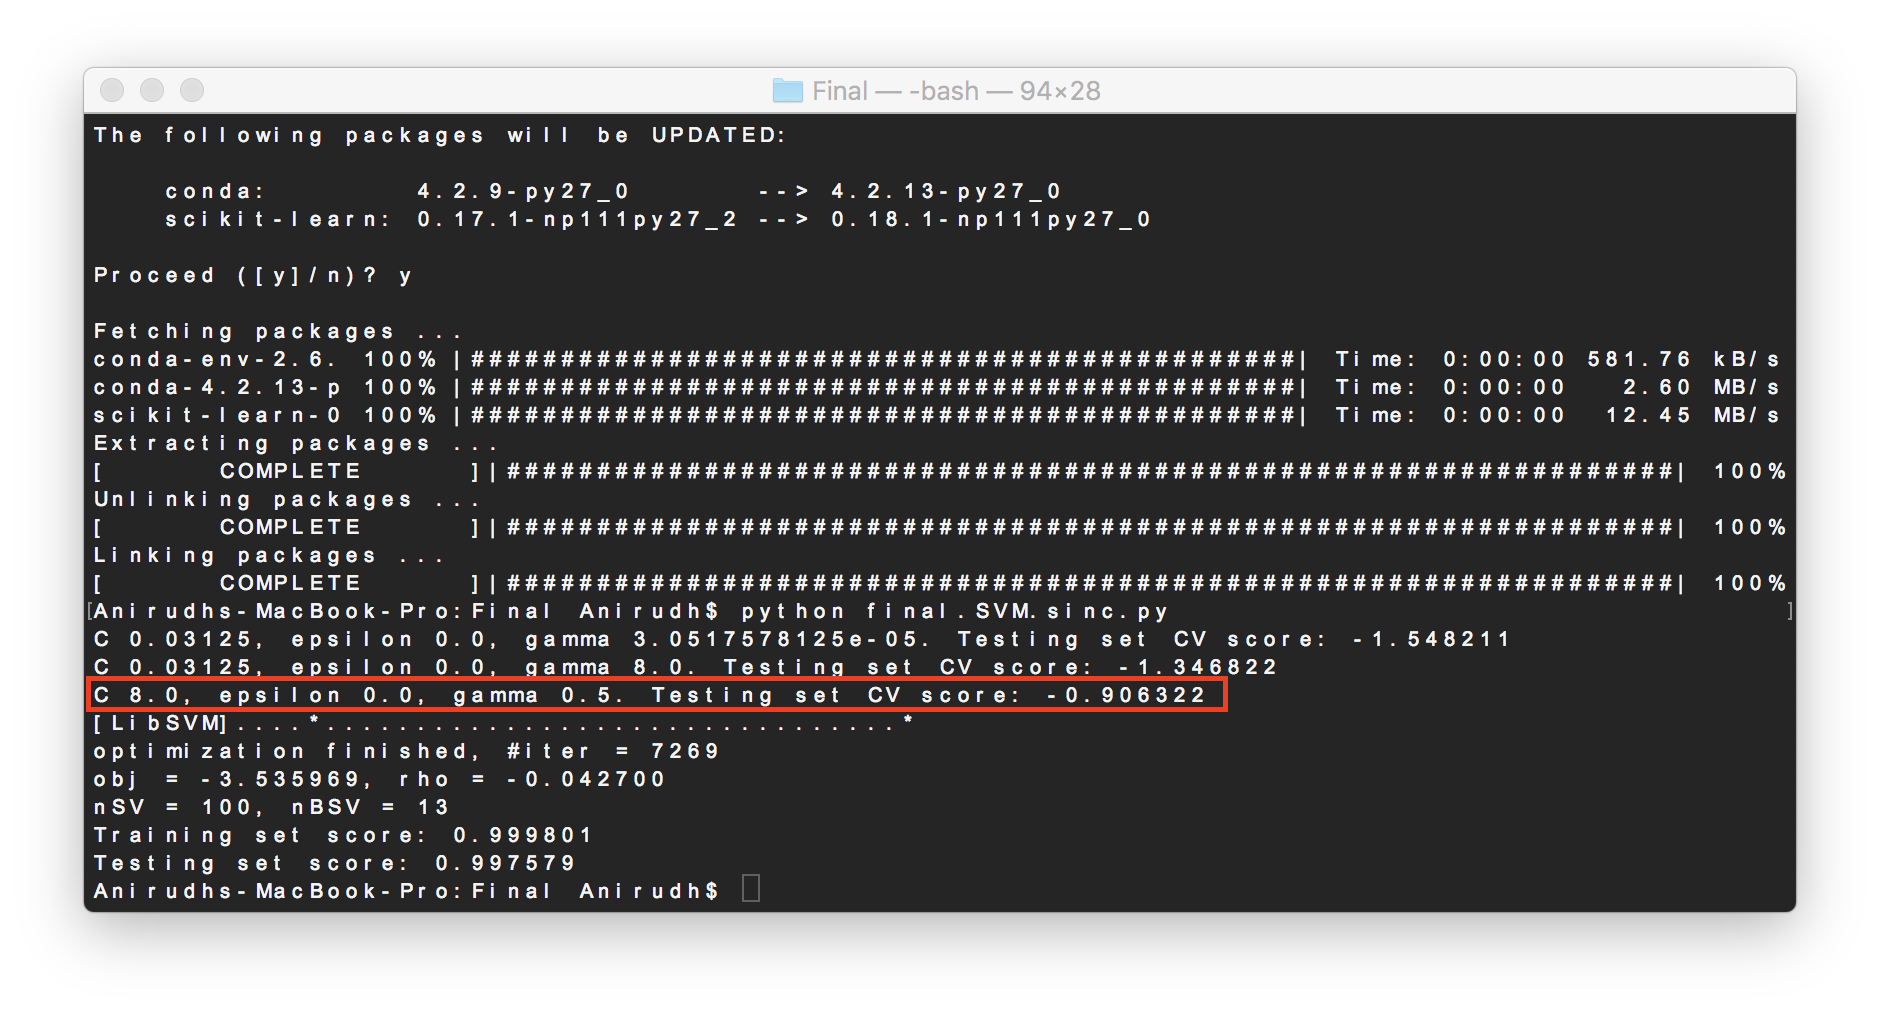 Final — -bash — 94×28
The following packages will be UPDATED:
conda: 4.2.9-py27_0 --> 4.2.13-py27_0
scikit-learn: 0.17.1-np111py27_2 --> 0.18.1-np111py27_0
Proceed ([y]/n)? y
Fetching packages ...
conda-env-2.6. 100% |##############################################| Time: 0:00:00 581.76 kB/s
conda-4.2.13-p 100% |##############################################| Time: 0:00:00 2.60 MB/s
scikit-learn-0 100% |##############################################| Time: 0:00:00 12.45 MB/s
Extracting packages ...
[ COMPLETE ]|#################################################################| 100%
Unlinking packages ...
[ COMPLETE ]|#################################################################| 100%
Linking packages ...
[ COMPLETE ]|#################################################################| 100%
[Anirudhs-MacBook-Pro:Final Anirudh$ python final.SVM.sinc.py ]
C 0.03125, epsilon 0.0, gamma 3.0517578125e-05. Testing set CV score: -1.548211
C 0.03125, epsilon 0.0, gamma 8.0. Testing set CV score: -1.346822
C 8.0, epsilon 0.0, gamma 0.5. Testing set CV score: -0.906322
[LibSVM]....*................................*
optimization finished, #iter = 7269
obj = -3.535969, rho = -0.042700
nSV = 100, nBSV = 13
Training set score: 0.999801
Testing set score: 0.997579
Anirudhs-MacBook-Pro:Final Anirudh$